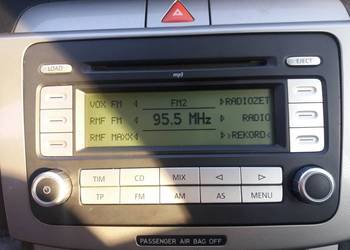 LOAD
EJECT
mp3
VOX FM FM2 RADIOZET
RMF FM 95.5 MHz RADIO
RMF MAXX >REKORD<
TIM CD MIX ◁ ▷
TP FM AM AS MENU
PASSENGER AIR BAG OFF